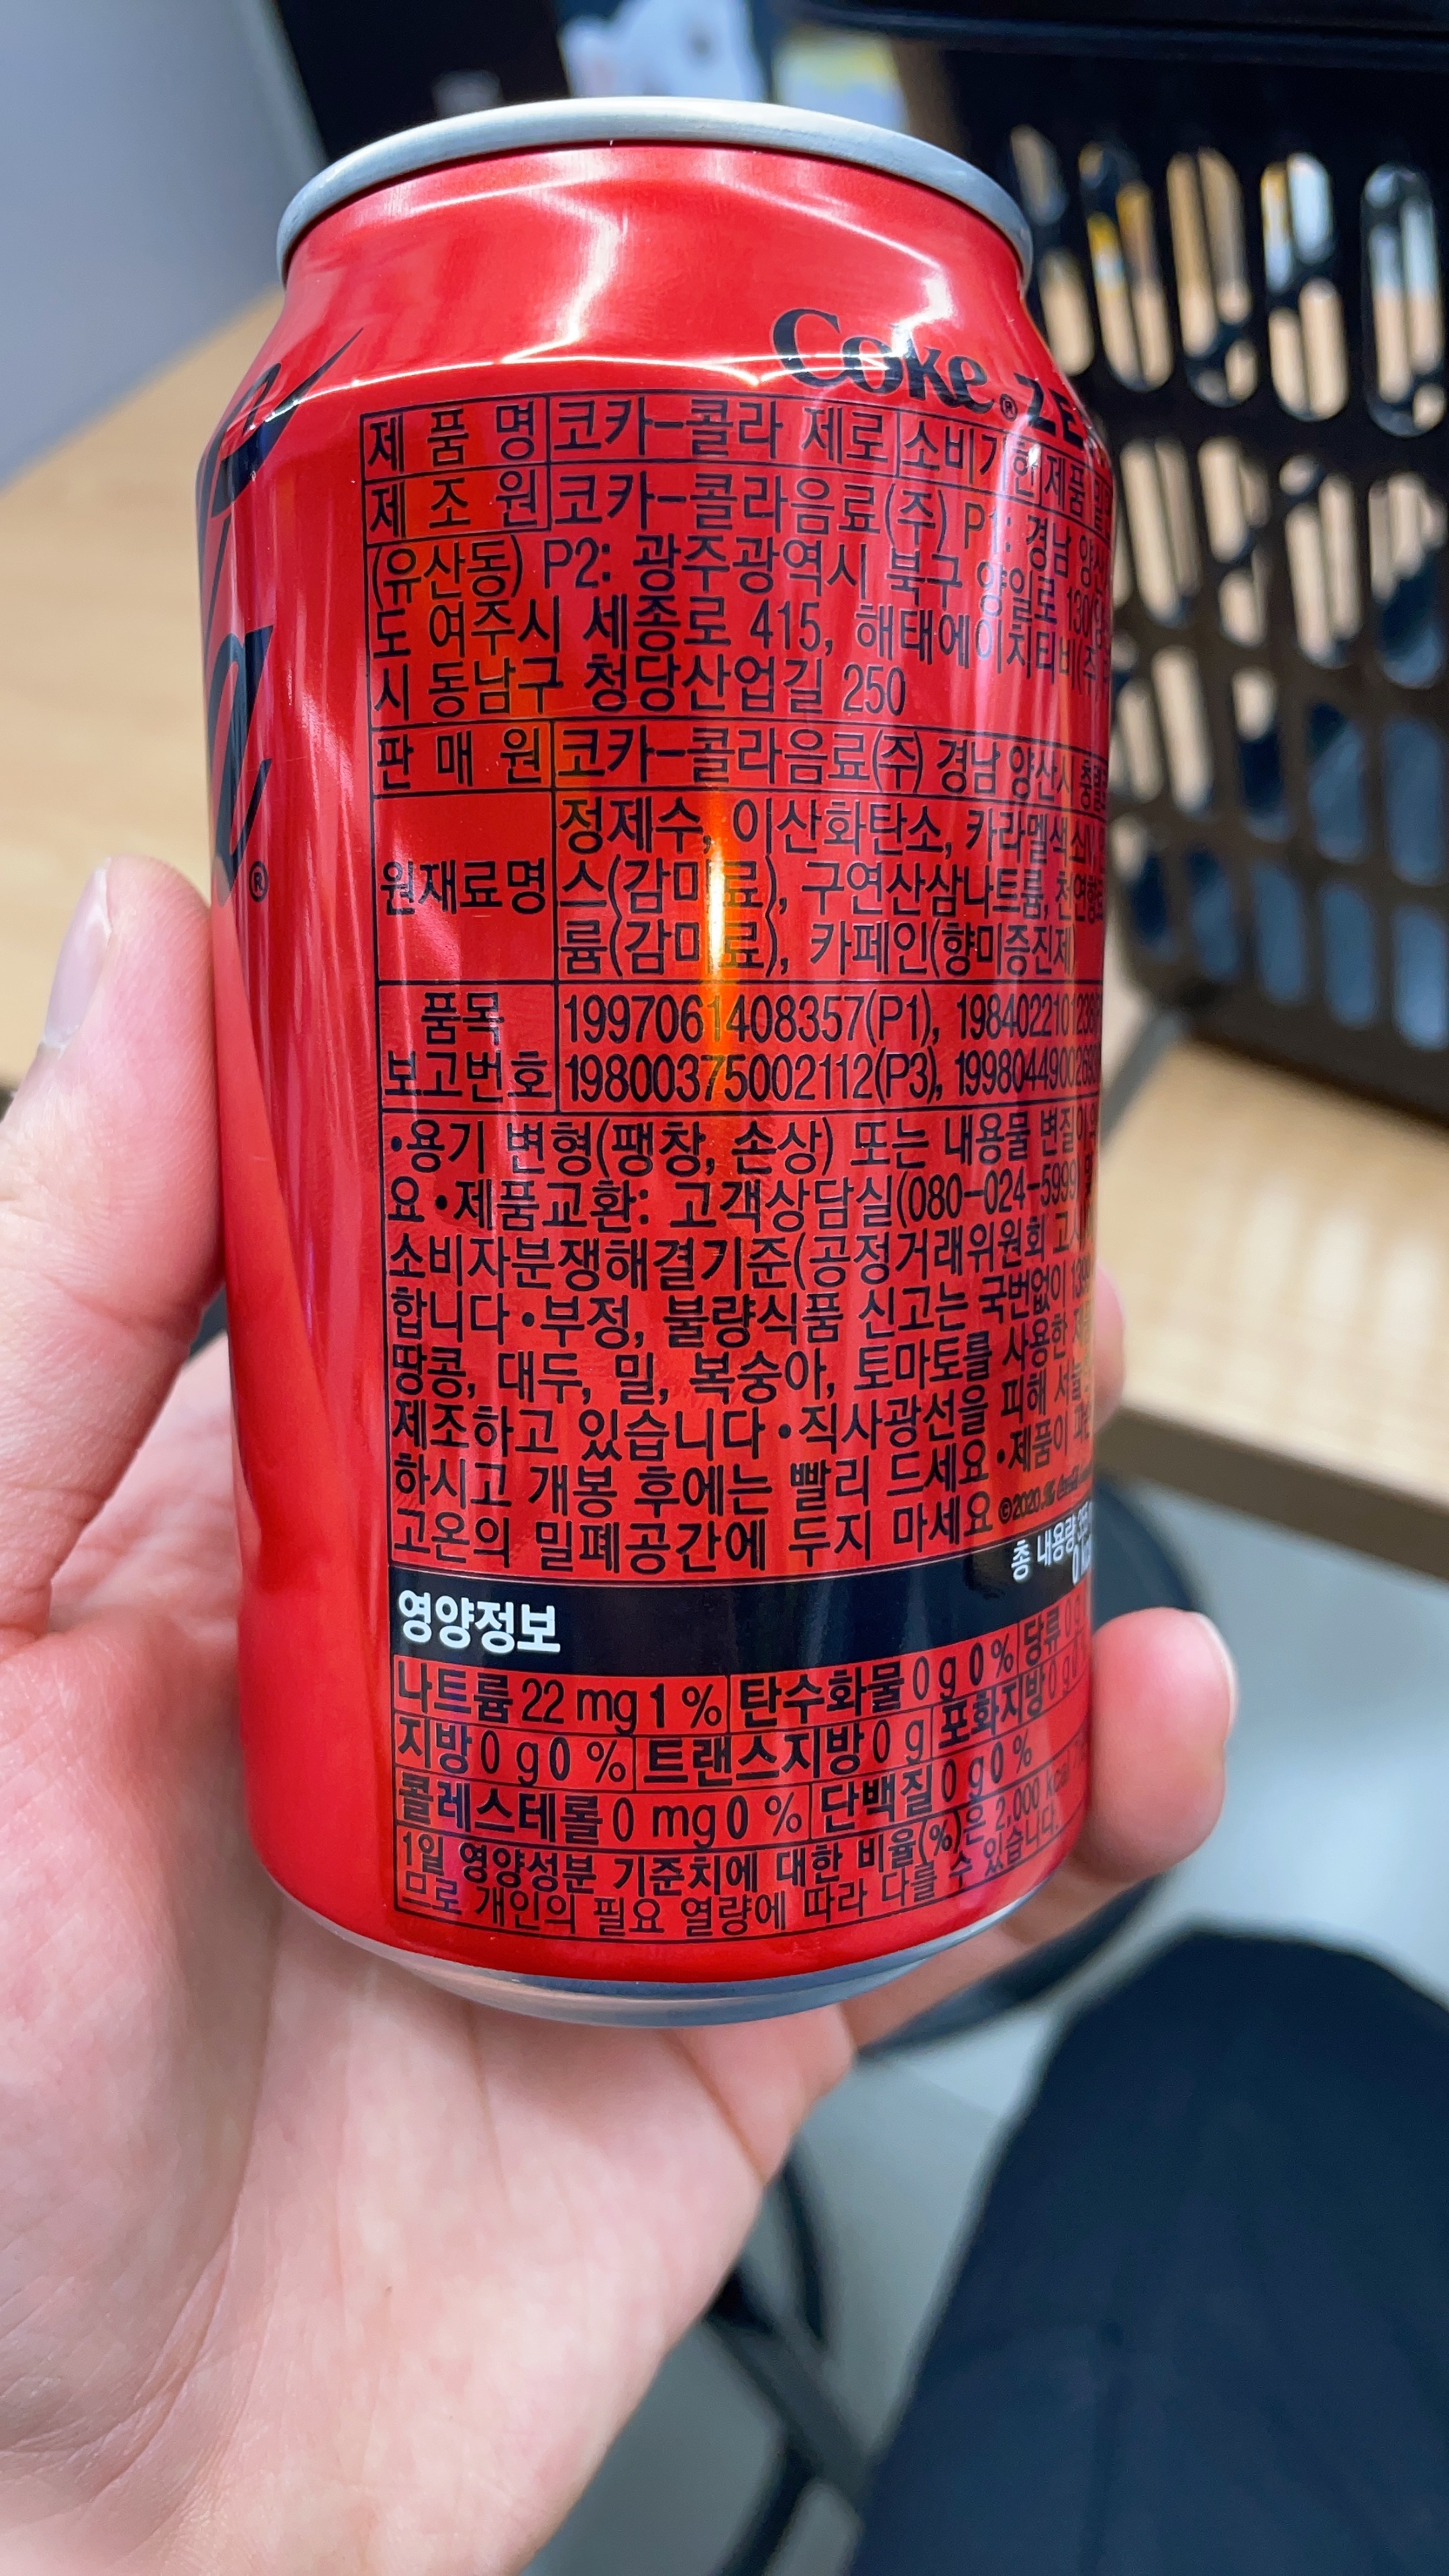 Coke® ZE
제 품 명 코카-콜라 제로 소비기한 제품
제 조 원 코카-콜라음료(주) P1: 경남
(유산동) P2: 광주광역시 북구 양일로
도 여주시 세종로 415, 해태에이치티비(주
시 동남구 청당산업길 250
판 매 원 코카-콜라음료(주) 경남 양산시
원재료명
정제수, 이산화탄소, 카라멜색소
스(감미료), 구연산삼나트륨,
륨(감미료), 카페인(향미증진제)
품목
보고번호
1997061408357(P1),
19800375002112(P3),
•용기 변형(팽창, 손상) 또는 내용물 변질
요•제품교환: 고객상담실(080-024-5999)
소비자분쟁해결기준(공정거래위원회
합니다•부정, 불량식품 신고는 국번없이 1399
땅콩, 대두, 밀, 복숭아, 토마토를 사용한
제조하고 있습니다•직사광선을 피해
하시고 개봉 후에는 빨리 드세요•제품이
고온의 밀폐공간에 두지 마세요 ©2020
총 내용량
영양정보
나트륨 22 mg 1 % 탄수화물 0 g 0 % 당류
지방 0 g 0 % 트랜스지방 0 g 포화지방
콜레스테롤 0 mg 0 % 단백질 0 g 0 %
1일 영양성분 기준치에 대한 비율(%)은 2,000
므로 개인의 필요 열량에 따라 다를 수 있습니다.
®